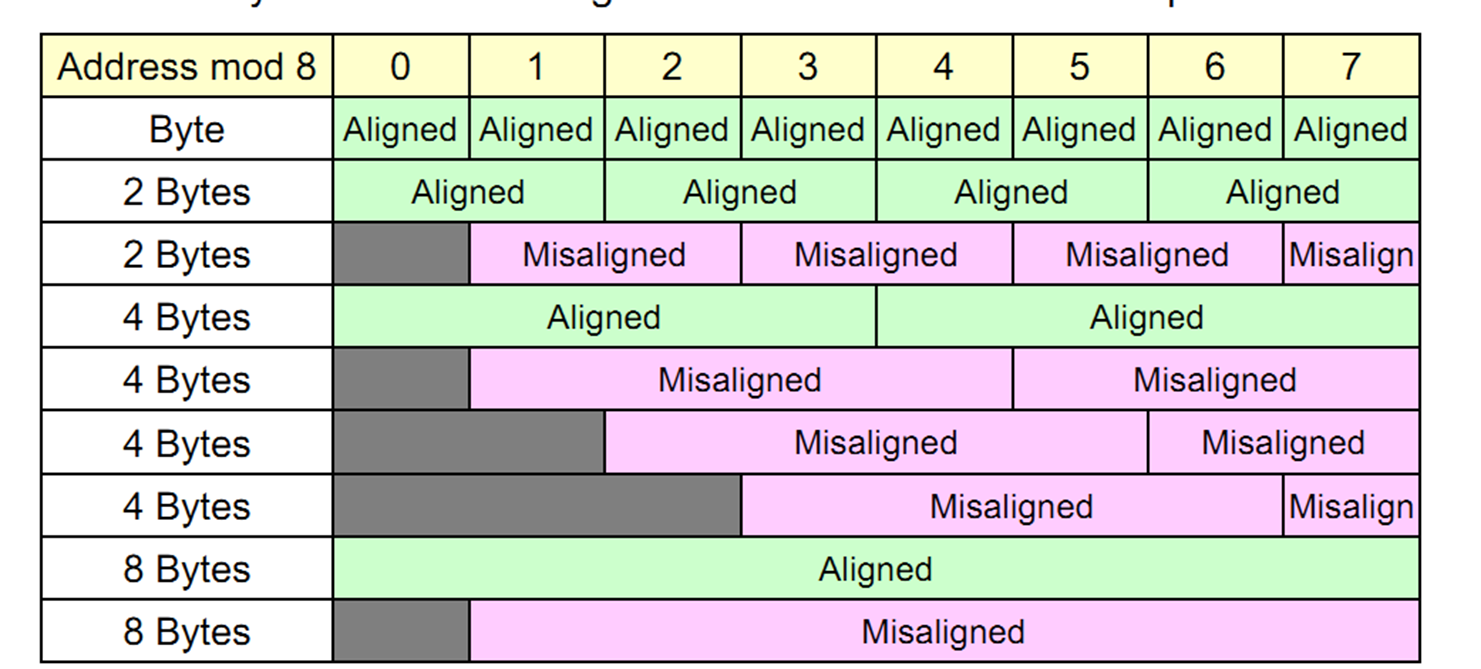 Address mod 8 0 1 2 3 4 5 6 7
Byte Aligned Aligned Aligned Aligned Aligned Aligned Aligned Aligned
2 Bytes Aligned Aligned Aligned Aligned
2 Bytes Misaligned Misaligned Misaligned Misalign
4 Bytes Aligned Aligned
4 Bytes Misaligned Misaligned
4 Bytes Misaligned Misaligned
4 Bytes Misaligned Misalign
8 Bytes Aligned
8 Bytes Misaligned